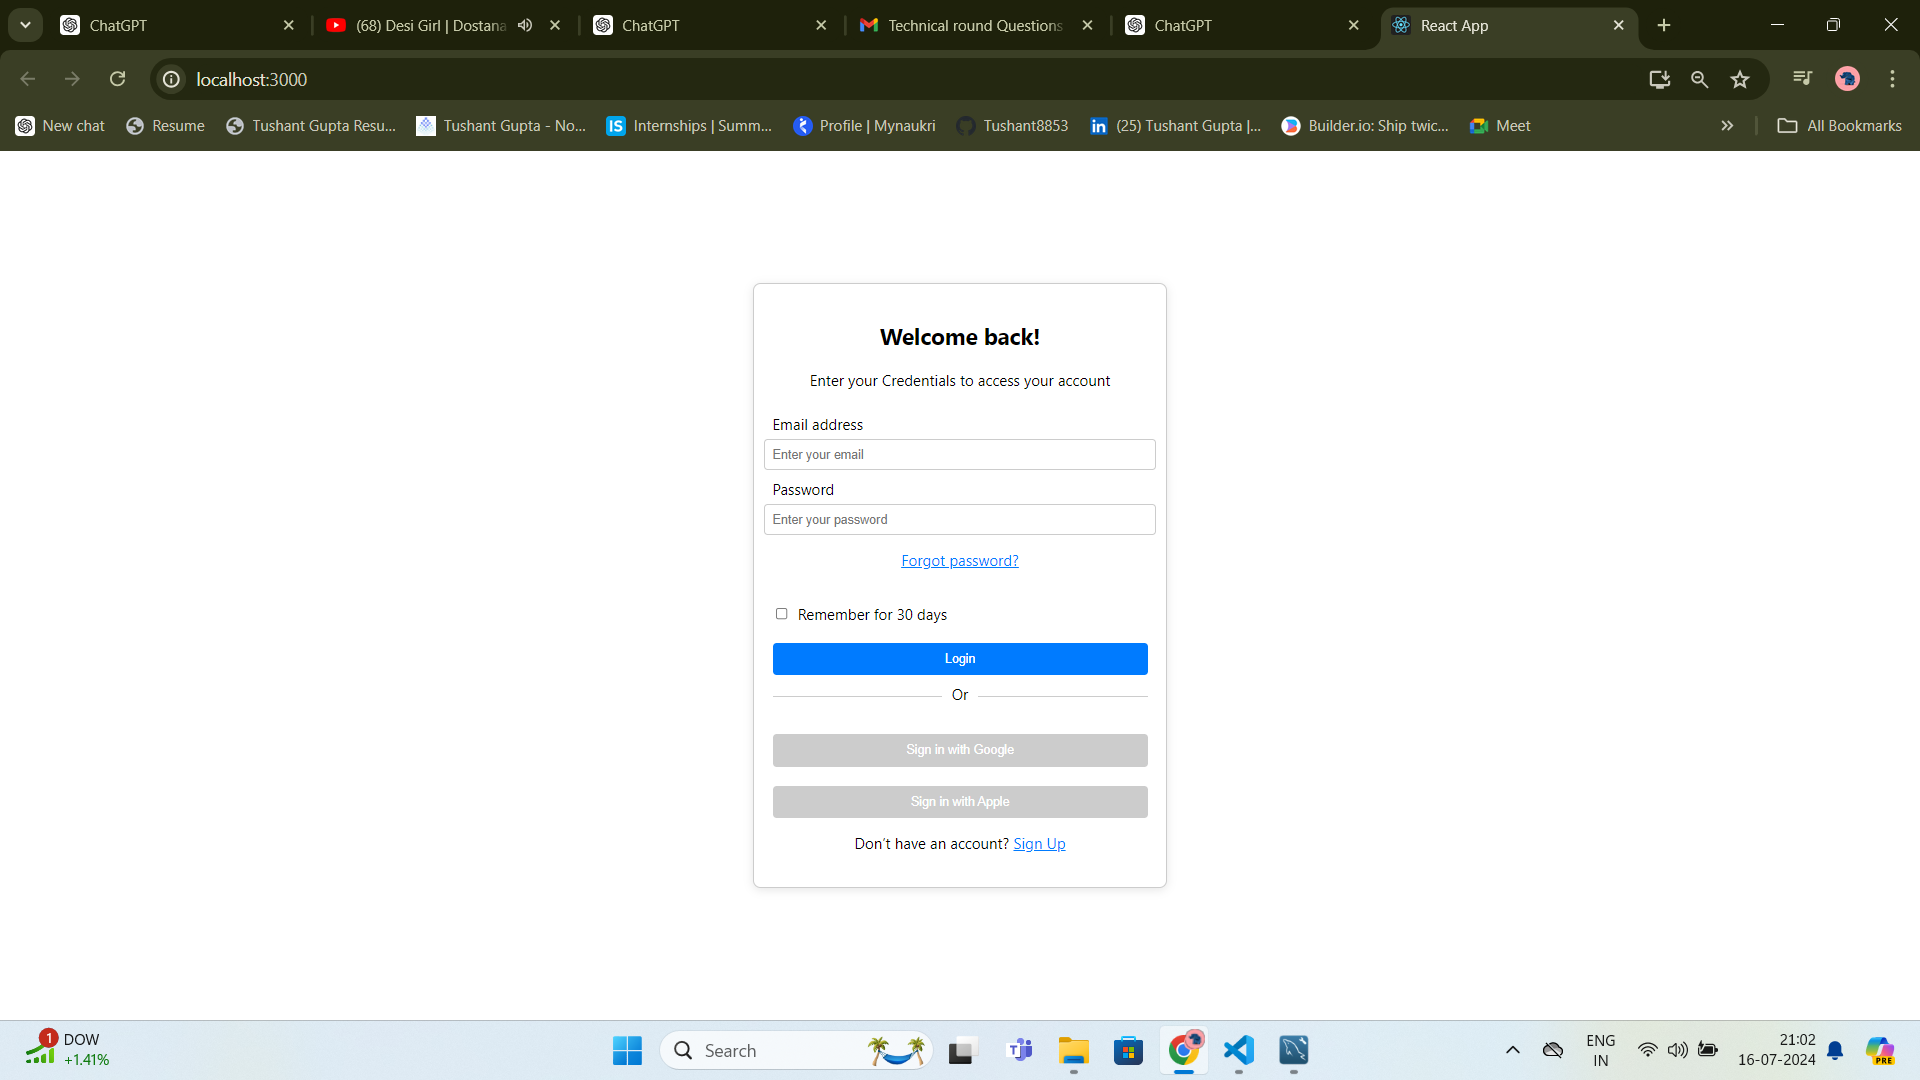 ChatGPT
(68) Desi Girl | Dostana
ChatGPT
Technical round Questions
ChatGPT
React App
localhost:3000
New chat
Resume
Tushant Gupta Resu...
Tushant Gupta - No...
Internships | Summ...
Profile | Mynaukri
Tushant8853
(25) Tushant Gupta |...
Builder.io: Ship twic...
Meet
All Bookmarks
Welcome back!
Enter your Credentials to access your account
Email address
Enter your email
Password
Enter your password
Forgot password?
Remember for 30 days
Login
Or
Sign in with Google
Sign in with Apple
Don't have an account? Sign Up
1
DOW
+1.41%
Search
ENG
IN
21:02
16-07-2024
PRE